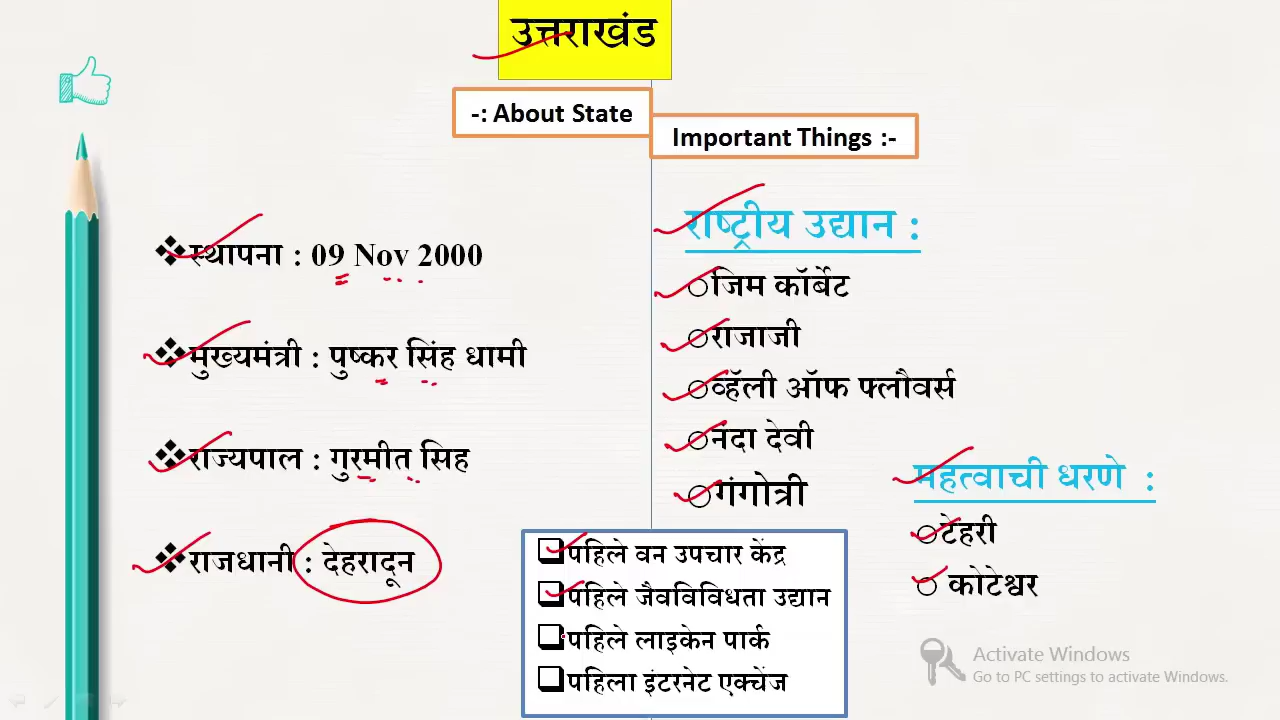 उत्तराखंड
-: About State
Important Things :-
स्थापना : 09 Nov 2000
मुख्यमंत्री : पुष्कर सिंह धामी
राज्यपाल : गुरमीत सिंह
राजधानी : देहरादून
राष्ट्रीय उद्यान :
जिम कॉर्बेट
राजाजी
व्हॅली ऑफ फ्लौवर्स
नंदा देवी
गंगोत्री
महत्वाची धरणे :
टेहरी
कोटेश्वर
पहिले वन उपचार केंद्र
पहिले जैवविविधता उद्यान
पहिले लाइकेन पार्क
पहिला इंटरनेट एक्चेंज
Activate Windows
Go to PC settings to activate Windows.